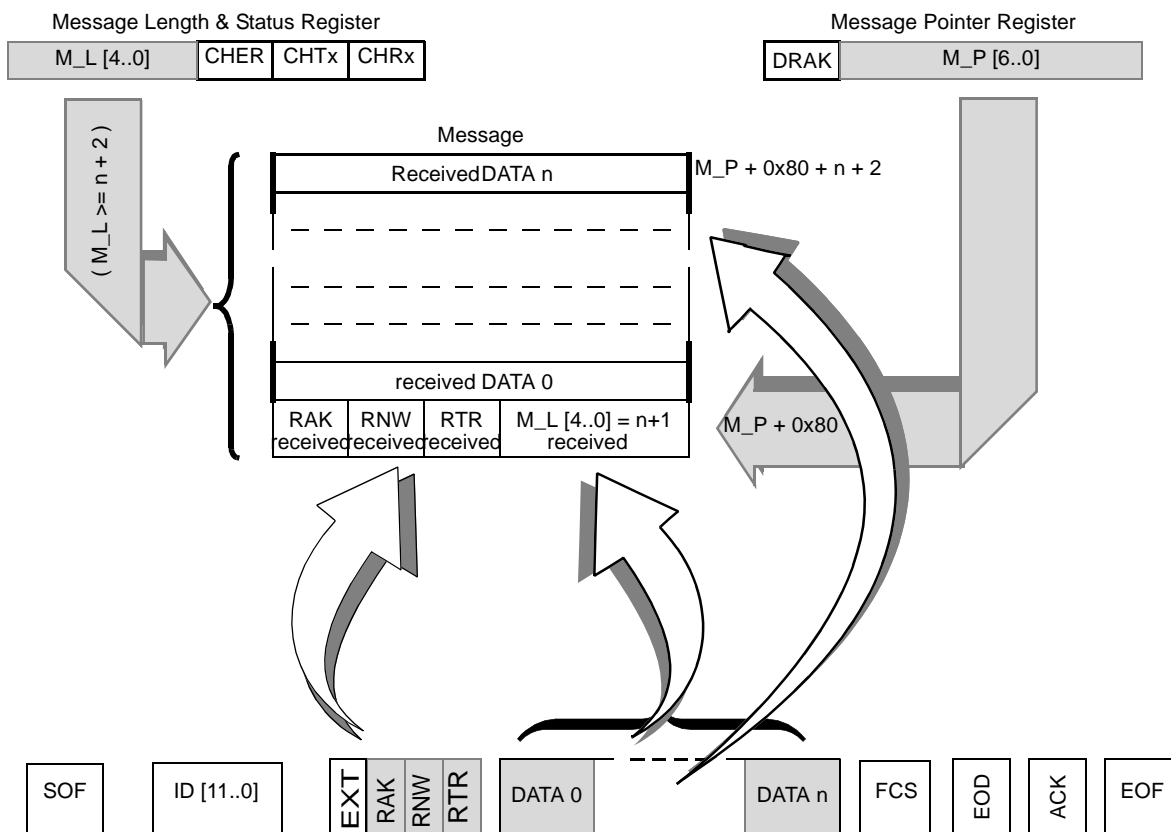 Message Length & Status Register
Message Pointer Register
M_L [4..0] CHER CHTx CHRx
DRAK M_P [6..0]
( M_L >= n + 2 )
Message
Received DATA n
M_P + 0x80 + n + 2
received DATA 0
RAK received
RNW received
RTR received
M_L [4..0] = n+1 received
M_P + 0x80
SOF
ID [11..0]
EXT
RAK
RNW
RTR
DATA 0
DATA n
FCS
EOD
ACK
EOF